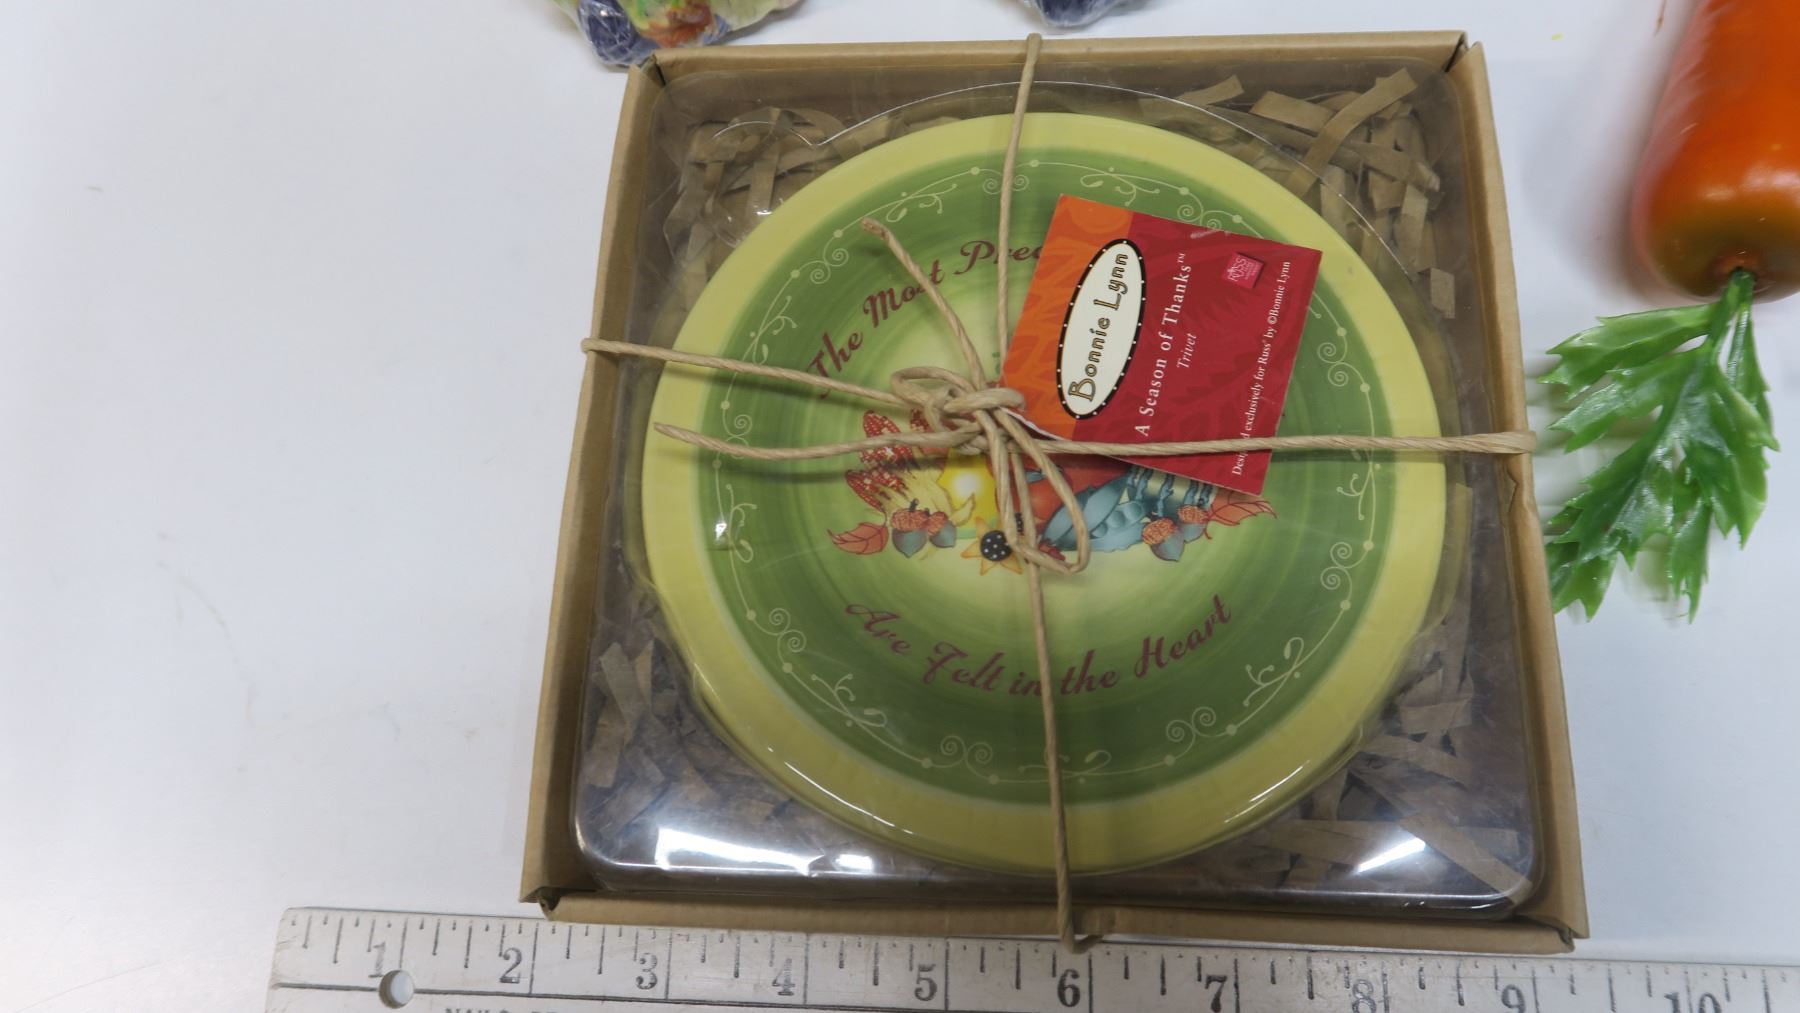 The Most Prec
Are Felt in the Heart
Bonnie Lynn
A Season of Thanks™
Trivet
RUSS
exclusively for Russ® by ©Bonnie Lynn
1 2 3 4 5 6 7 8 9 10